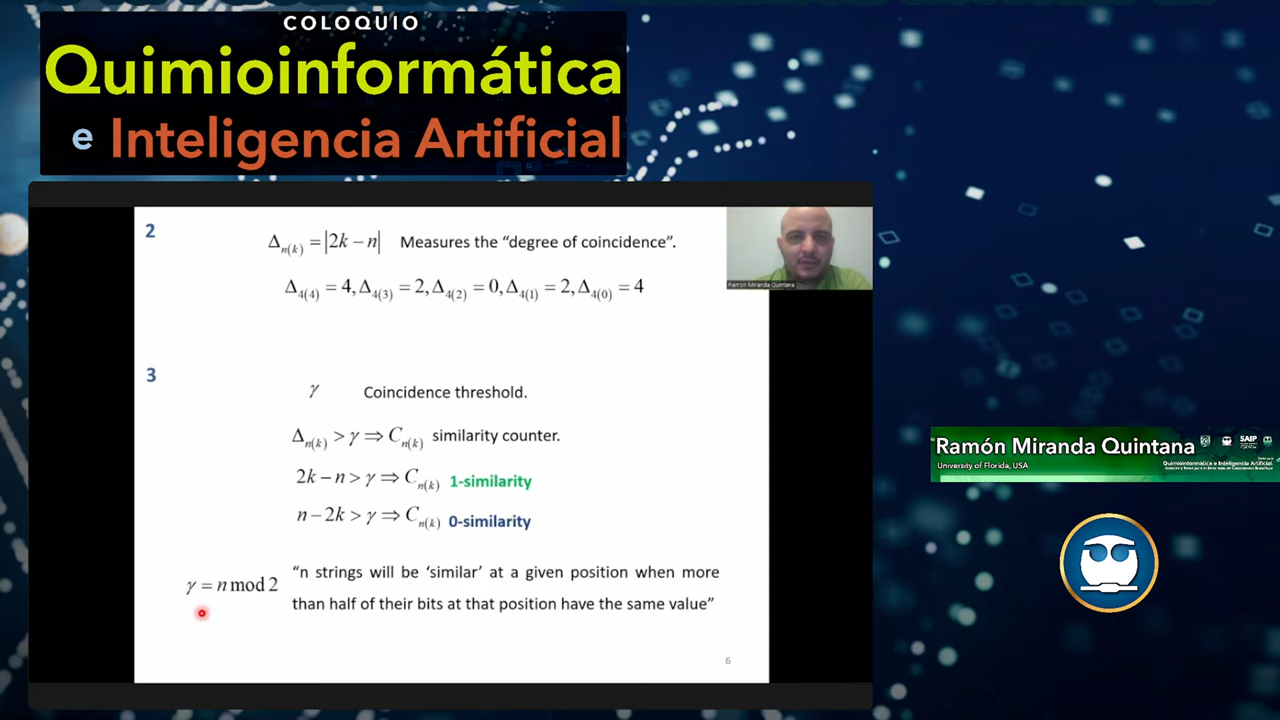 COLOQUIO
Quimioinformática
e Inteligencia Artificial
2
Δn(k) = |2k − n| Measures the “degree of coincidence”.
Δ4(4) = 4, Δ4(3) = 2, Δ4(2) = 0, Δ4(1) = 2, Δ4(0) = 4
Ramon Miranda Quintana
3
γ Coincidence threshold.
Δn(k) > γ ⇒ Cn(k) similarity counter.
2k − n > γ ⇒ Cn(k) 1-similarity
n − 2k > γ ⇒ Cn(k) 0-similarity
γ = n mod 2
“n strings will be ‘similar’ at a given position when more
than half of their bits at that position have the same value”
6
Ramón Miranda Quintana
University of Florida, USA
SAIP
Quimioinformática e Inteligencia Artificial